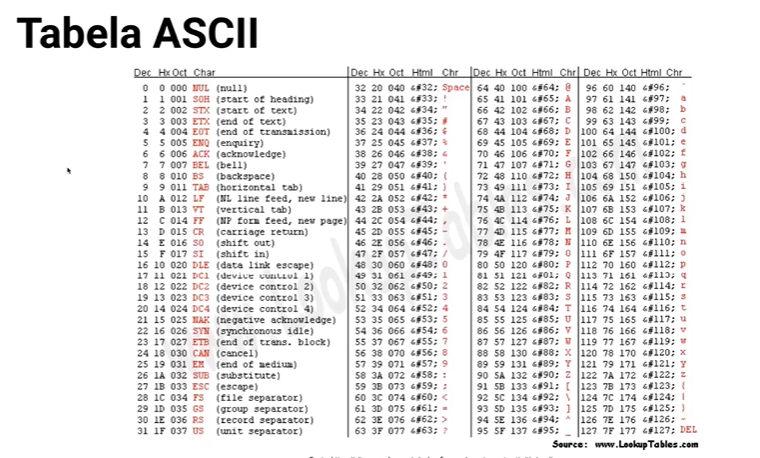 Tabela ASCII
Dec Hx Oct Char Dec Hx Oct Html Chr Dec Hx Oct Html Chr Dec Hx Oct Html Chr
0 0 000 NUL (null) 32 20 040 &#32; Space 64 40 100 &#64; @ 96 60 140 &#96; `
1 1 001 SOH (start of heading) 33 21 041 &#33; ! 65 41 101 &#65; A 97 61 141 &#97; a
2 2 002 STX (start of text) 34 22 042 &#34; " 66 42 102 &#66; B 98 62 142 &#98; b
3 3 003 ETX (end of text) 35 23 043 &#35; # 67 43 103 &#67; C 99 63 143 &#99; c
4 4 004 EOT (end of transmission) 36 24 044 &#36; $ 68 44 104 &#68; D 100 64 144 &#100; d
5 5 005 ENQ (enquiry) 37 25 045 &#37; % 69 45 105 &#69; E 101 65 145 &#101; e
6 6 006 ACK (acknowledge) 38 26 046 &#38; & 70 46 106 &#70; F 102 66 146 &#102; f
7 7 007 BEL (bell) 39 27 047 &#39; ' 71 47 107 &#71; G 103 67 147 &#103; g
8 8 010 BS (backspace) 40 28 050 &#40; ( 72 48 110 &#72; H 104 68 150 &#104; h
9 9 011 TAB (horizontal tab) 41 29 051 &#41; ) 73 49 111 &#73; I 105 69 151 &#105; i
10 A 012 LF (NL line feed, new line) 42 2A 052 &#42; * 74 4A 112 &#74; J 106 6A 152 &#106; j
11 B 013 VT (vertical tab) 43 2B 053 &#43; + 75 4B 113 &#75; K 107 6B 153 &#107; k
12 C 014 FF (NP form feed, new page) 44 2C 054 &#44; , 76 4C 114 &#76; L 108 6C 154 &#108; l
13 D 015 CR (carriage return) 45 2D 055 &#45; - 77 4D 115 &#77; M 109 6D 155 &#109; m
14 E 016 SO (shift out) 46 2E 056 &#46; . 78 4E 116 &#78; N 110 6E 156 &#110; n
15 F 017 SI (shift in) 47 2F 057 &#47; / 79 4F 117 &#79; O 111 6F 157 &#111; o
16 10 020 DLE (data link escape) 48 30 060 &#48; 0 80 50 120 &#80; P 112 70 160 &#112; p
17 11 021 DC1 (device control 1) 49 31 061 &#49; 1 81 51 121 &#81; Q 113 71 161 &#113; q
18 12 022 DC2 (device control 2) 50 32 062 &#50; 2 82 52 122 &#82; R 114 72 162 &#114; r
19 13 023 DC3 (device control 3) 51 33 063 &#51; 3 83 53 123 &#83; S 115 73 163 &#115; s
20 14 024 DC4 (device control 4) 52 34 064 &#52; 4 84 54 124 &#84; T 116 74 164 &#116; t
21 15 025 NAK (negative acknowledge) 53 35 065 &#53; 5 85 55 125 &#85; U 117 75 165 &#117; u
22 16 026 SYN (synchronous idle) 54 36 066 &#54; 6 86 56 126 &#86; V 118 76 166 &#118; v
23 17 027 ETB (end of trans. block) 55 37 067 &#55; 7 87 57 127 &#87; W 119 77 167 &#119; w
24 18 030 CAN (cancel) 56 38 070 &#56; 8 88 58 130 &#88; X 120 78 170 &#120; x
25 19 031 EM (end of medium) 57 39 071 &#57; 9 89 59 131 &#89; Y 121 79 171 &#121; y
26 1A 032 SUB (substitute) 58 3A 072 &#58; : 90 5A 132 &#90; Z 122 7A 172 &#122; z
27 1B 033 ESC (escape) 59 3B 073 &#59; ; 91 5B 133 &#91; [ 123 7B 173 &#123; {
28 1C 034 FS (file separator) 60 3C 074 &#60; < 92 5C 134 &#92; \ 124 7C 174 &#124; |
29 1D 035 GS (group separator) 61 3D 075 &#61; = 93 5D 135 &#93; ] 125 7D 175 &#125; }
30 1E 036 RS (record separator) 62 3E 076 &#62; > 94 5E 136 &#94; ^ 126 7E 176 &#126; ~
31 1F 037 US (unit separator) 63 3F 077 &#63; ? 95 5F 137 &#95; _ 127 7F 177 &#127; DEL
Source: www.LookupTables.com